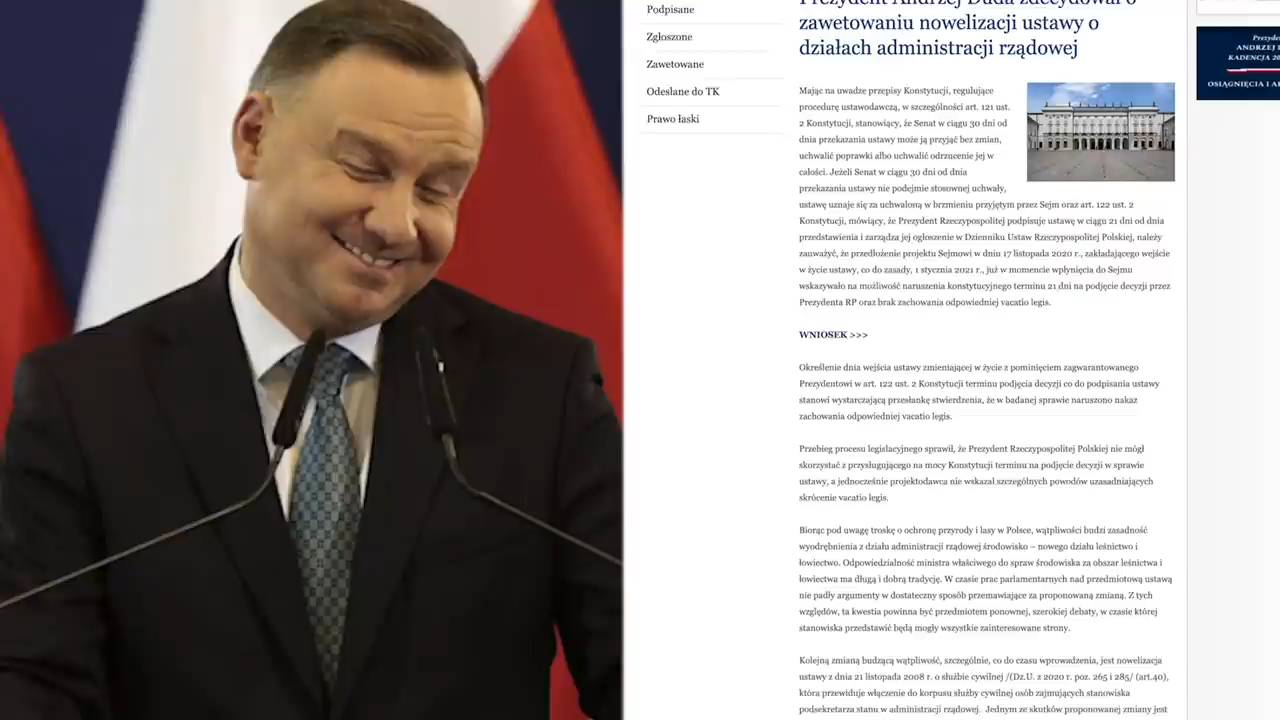 Podpisane
Zgłoszone
Zawetowane
Odesłane do TK
Prawo łaski
Prezydent Andrzej Duda zdecydował o
zawetowaniu nowelizacji ustawy o
działach administracji rządowej
Mając na uwadze przepisy Konstytucji, regulujące
procedurę ustawodawczą, w szczególności art. 121 ust.
2 Konstytucji, stanowiący, że Senat w ciągu 30 dni od
dnia przekazania ustawy może ją przyjąć bez zmian,
uchwalić poprawki albo uchwalić odrzucenie jej w
całości. Jeżeli Senat w ciągu 30 dni od dnia
przekazania ustawy nie podejmie stosownej uchwały,
ustawę uznaje się za uchwaloną w brzmieniu przyjętym przez Sejm oraz art. 122 ust. 2
Konstytucji, mówiący, że Prezydent Rzeczypospolitej podpisuje ustawę w ciągu 21 dni od dnia
przedstawienia i zarządza jej ogłoszenie w Dzienniku Ustaw Rzeczypospolitej Polskiej, należy
zauważyć, że przedłożenie projektu Sejmowi w dniu 17 listopada 2020 r., zakładającego wejście
w życie ustawy, co do zasady, 1 stycznia 2021 r., już w momencie wpłynięcia do Sejmu
wskazywało na możliwość naruszenia konstytucyjnego terminu 21 dni na podjęcie decyzji przez
Prezydenta RP oraz brak zachowania odpowiedniej vacatio legis.
WNIOSEK >>>
Określenie dnia wejścia ustawy zmieniającej w życie z pominięciem zagwarantowanego
Prezydentowi w art. 122 ust. 2 Konstytucji terminu podjęcia decyzji co do podpisania ustawy
stanowi wystarczającą przesłankę stwierdzenia, że w badanej sprawie naruszono nakaz
zachowania odpowiedniej vacatio legis.
Przebieg procesu legislacyjnego sprawił, że Prezydent Rzeczypospolitej Polskiej nie mógł
skorzystać z przysługującego na mocy Konstytucji terminu na podjęcie decyzji w sprawie
ustawy, a jednocześnie projektodawca nie wskazał szczególnych powodów uzasadniających
skrócenie vacatio legis.
Biorąc pod uwagę troskę o ochronę przyrody i lasy w Polsce, wątpliwości budzi zasadność
wyodrębnienia z działu administracji rządowej środowisko – nowego działu leśnictwo i
łowiectwo. Odpowiedzialność ministra właściwego do spraw środowiska za obszar leśnictwa i
łowiectwa ma długą i dobrą tradycję. W czasie prac parlamentarnych nad przedmiotową ustawą
nie padły argumenty w dostateczny sposób przemawiające za proponowaną zmianą. Z tych
względów, ta kwestia powinna być przedmiotem ponownej, szerokiej debaty, w czasie której
stanowiska przedstawić będą mogły wszystkie zainteresowane strony.
Kolejną zmianą budzącą wątpliwość, szczególnie, co do czasu wprowadzenia, jest nowelizacja
ustawy z dnia 21 listopada 2008 r. o służbie cywilnej /(Dz.U. z 2020 r. poz. 265 i 285/ (art.40),
która przewiduje włączenie do korpusu służby cywilnej osób zajmujących stanowiska
podsekretarza stanu w administracji rządowej. Jednym ze skutków proponowanej zmiany jest
Prezyde
ANDRZEJ
KADENCJA 20
OSIĄGNIĘCIA I